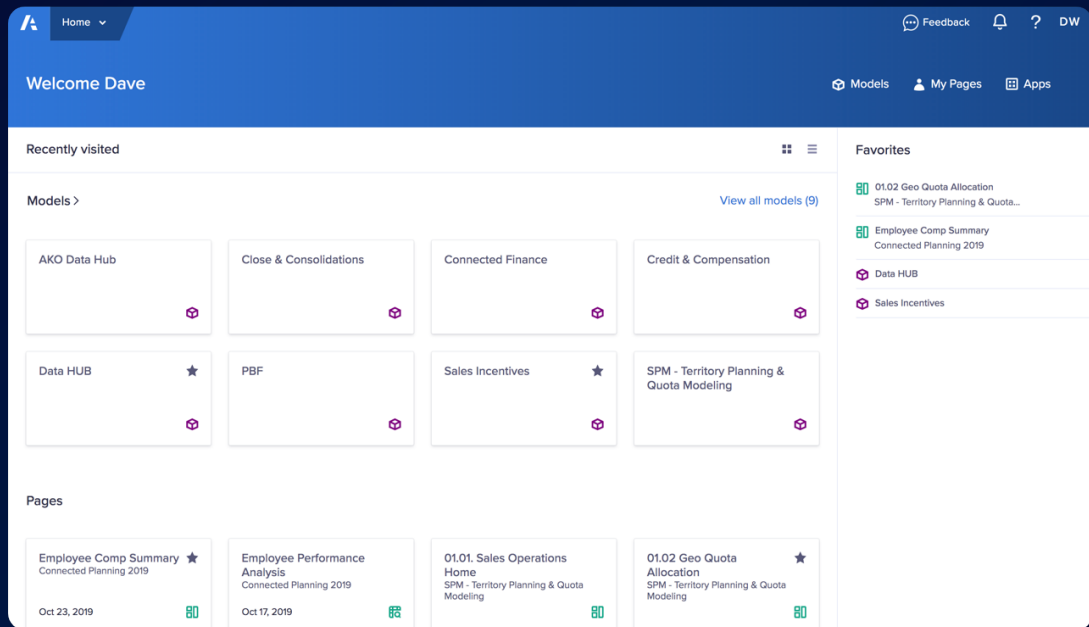 Home
Feedback
?
DW
Welcome Dave
Models
My Pages
Apps
Recently visited
Models
View all models (9)
AKO Data Hub
Close & Consolidations
Connected Finance
Credit & Compensation
Data HUB
PBF
Sales Incentives
SPM - Territory Planning &
Quota Modeling
Pages
Employee Comp Summary
Connected Planning 2019
Oct 23, 2019
Employee Performance
Analysis
Connected Planning 2019
Oct 17, 2019
01.01. Sales Operations
Home
SPM - Territory Planning & Quota
Modeling
01.02 Geo Quota
Allocation
SPM - Territory Planning & Quota
Modeling
Favorites
01.02 Geo Quota Allocation
SPM - Territory Planning & Quota...
Employee Comp Summary
Connected Planning 2019
Data HUB
Sales Incentives